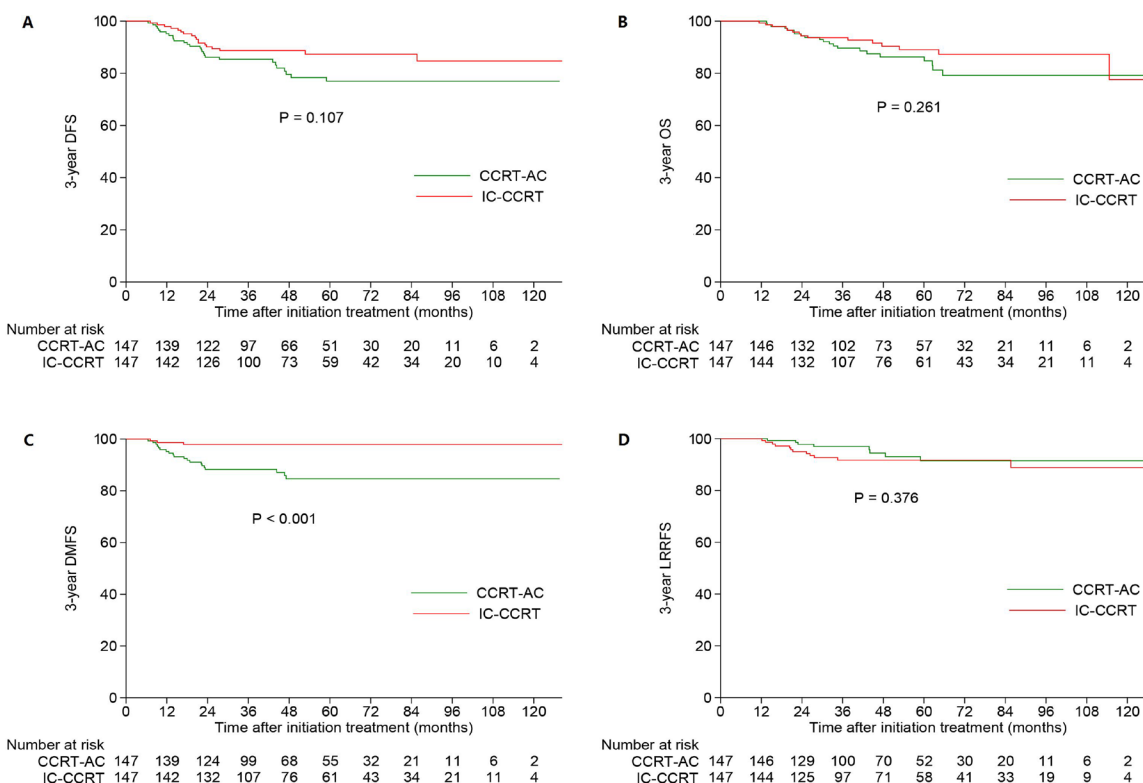 A
100
80
60
40
20
0
3-year DFS
P = 0.107
CCRT-AC
IC-CCRT
0 12 24 36 48 60 72 84 96 108 120
Time after initiation treatment (months)
Number at risk
CCRT-AC 147 139 122 97 66 51 30 20 11 6 2
IC-CCRT 147 142 126 100 73 59 42 34 20 10 4
B
100
80
60
40
20
0
3-year OS
P = 0.261
CCRT-AC
IC-CCRT
0 12 24 36 48 60 72 84 96 108 120
Time after initiation treatment (months)
Number at risk
CCRT-AC 147 146 132 102 73 57 32 21 11 6 2
IC-CCRT 147 144 132 107 76 61 43 34 21 11 4
C
100
80
60
40
20
0
3-year DMFS
P < 0.001
CCRT-AC
IC-CCRT
0 12 24 36 48 60 72 84 96 108 120
Time after initiation treatment (months)
Number at risk
CCRT-AC 147 139 124 99 68 55 32 21 11 6 2
IC-CCRT 147 142 132 107 76 61 43 34 21 11 4
D
100
80
60
40
20
0
3-year LRRFS
P = 0.376
CCRT-AC
IC-CCRT
0 12 24 36 48 60 72 84 96 108 120
Time after initiation treatment (months)
Number at risk
CCRT-AC 147 146 129 100 70 52 30 20 11 6 2
IC-CCRT 147 144 125 97 71 58 41 33 19 9 4